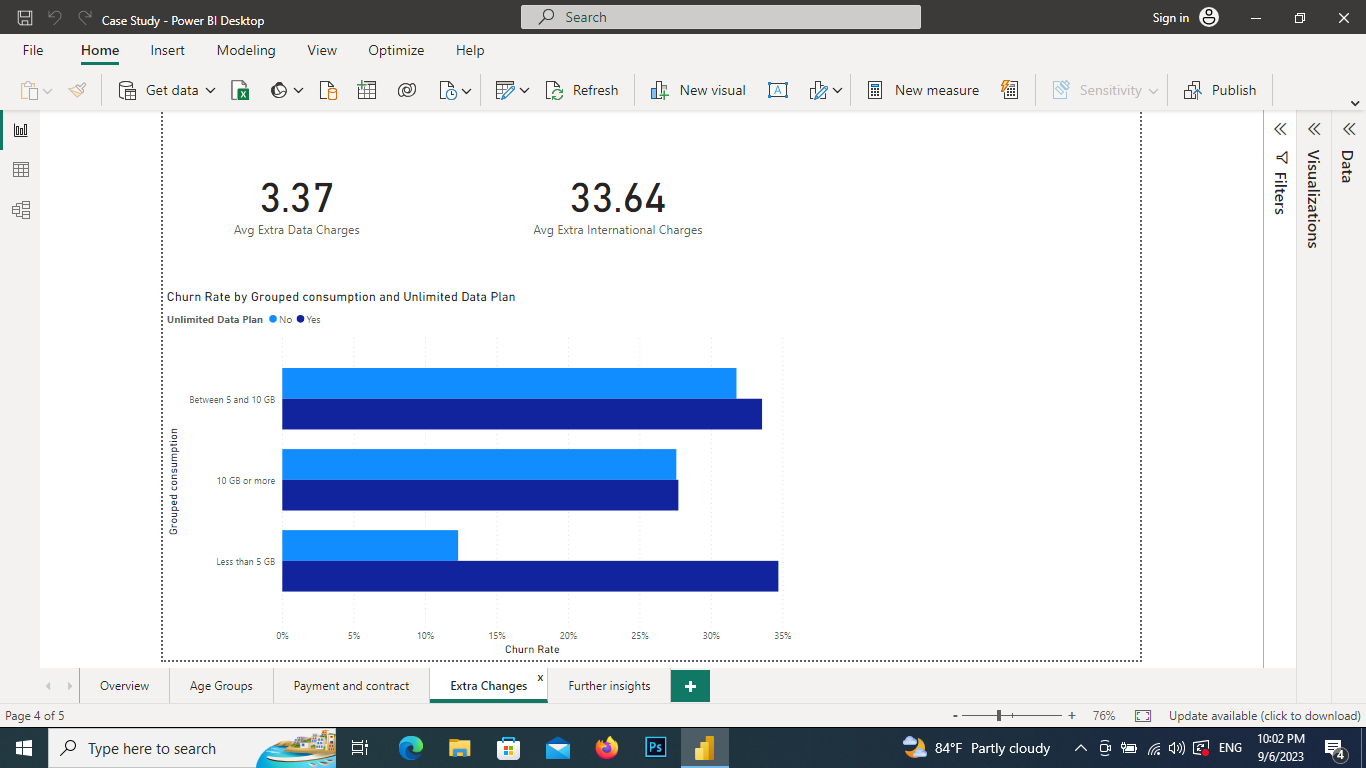 Case Study - Power BI Desktop
Search
Sign in
File Home Insert Modeling View Optimize Help
Get data Refresh New visual New measure Sensitivity Publish
3.37
Avg Extra Data Charges
33.64
Avg Extra International Charges
Churn Rate by Grouped consumption and Unlimited Data Plan
Unlimited Data Plan No Yes
Grouped consumption
Between 5 and 10 GB
10 GB or more
Less than 5 GB
0% 5% 10% 15% 20% 25% 30% 35%
Churn Rate
Filters
Visualizations
Data
Overview Age Groups Payment and contract Extra Changes x Further insights +
Page 4 of 5
- + 76% Update available (click to download)
Type here to search
Ps
84°F Partly cloudy
ENG
10:02 PM
9/6/2023
4